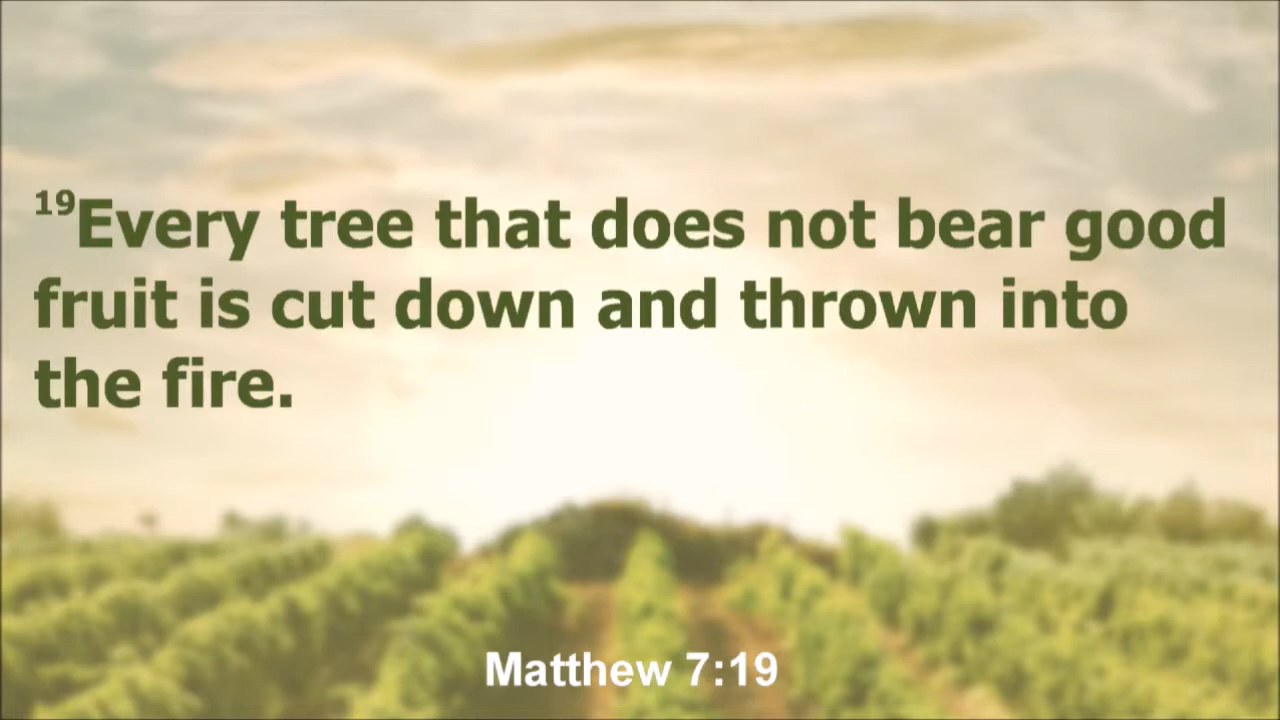 19Every tree that does not bear good
fruit is cut down and thrown into
the fire.
Matthew 7:19